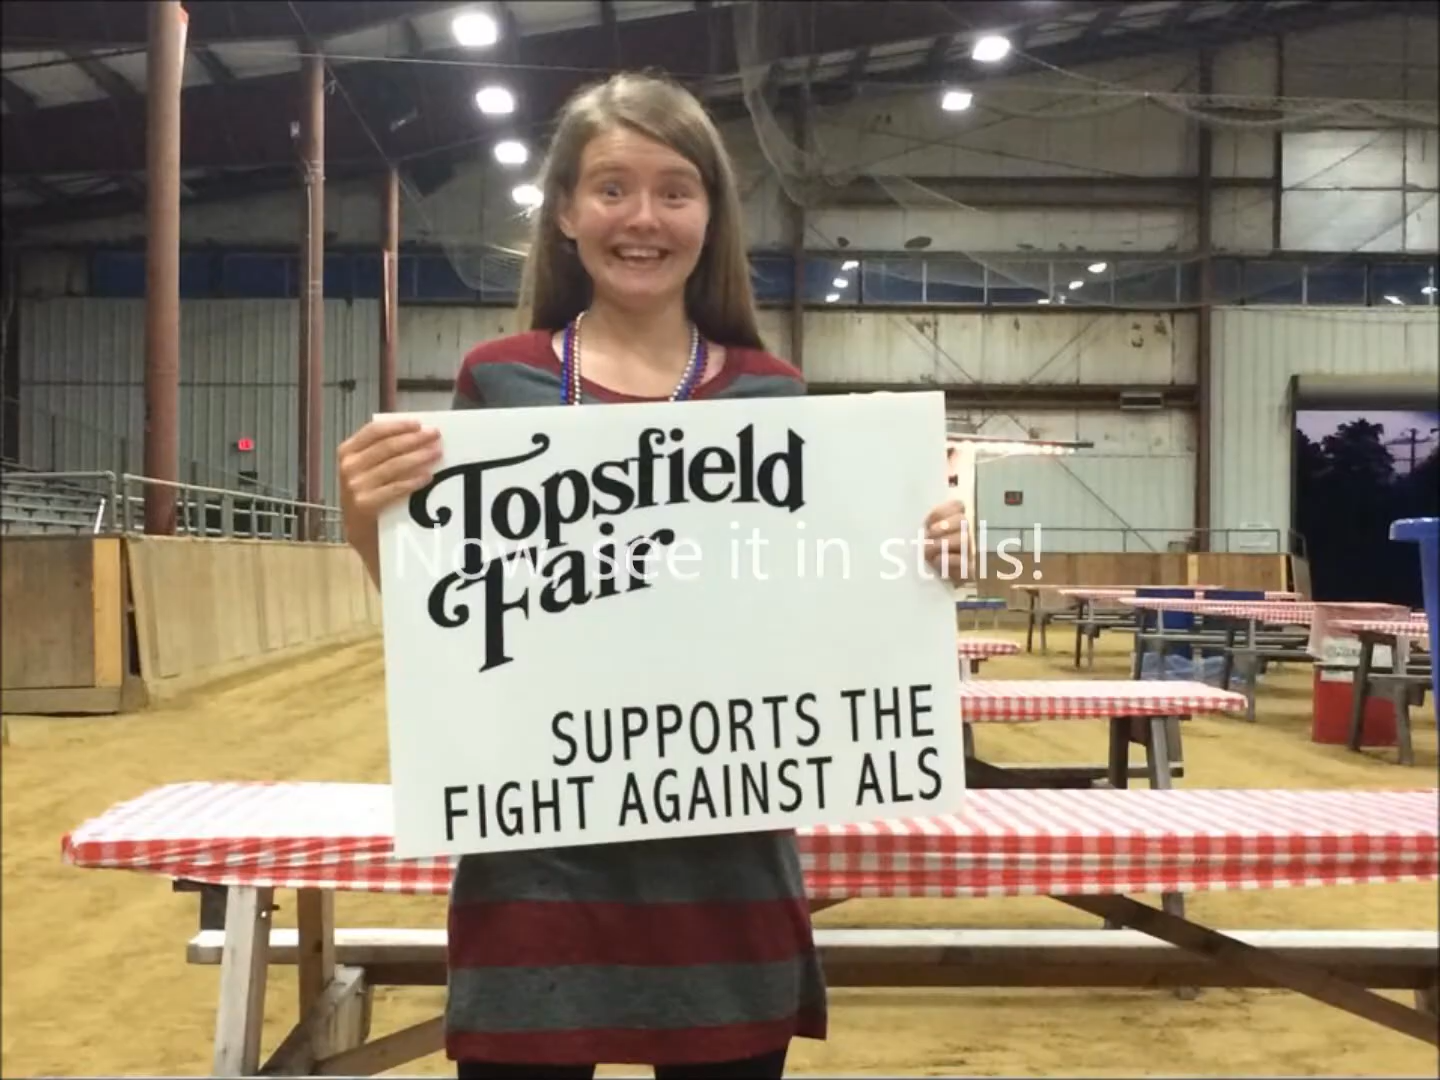 Topsfield
Fair
Now, see it in stills!
SUPPORTS THE
FIGHT AGAINST ALS